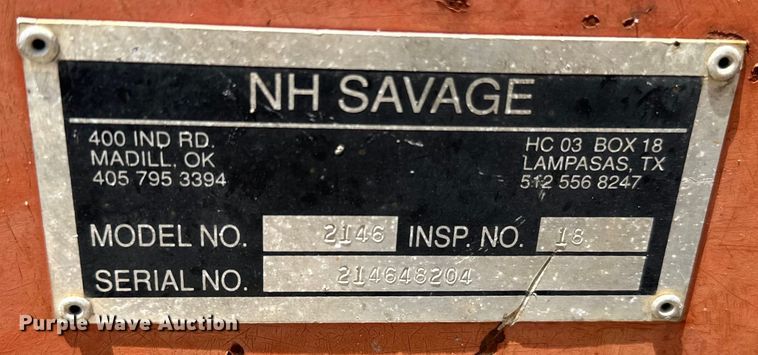 NH SAVAGE
400 IND RD. HC 03 BOX 18
MADILL, OK LAMPASAS, TX
405 795 3394 512 556 8247
MODEL NO. 2146 INSP. NO. 18
SERIAL NO. 214648204
Purple Wave Auction